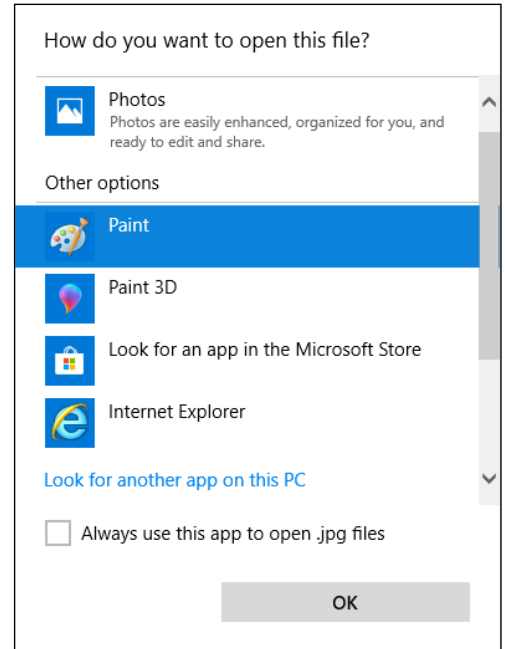 How do you want to open this file?
Photos
Photos are easily enhanced, organized for you, and
ready to edit and share.
Other options
Paint
Paint 3D
Look for an app in the Microsoft Store
Internet Explorer
Look for another app on this PC
Always use this app to open .jpg files
OK